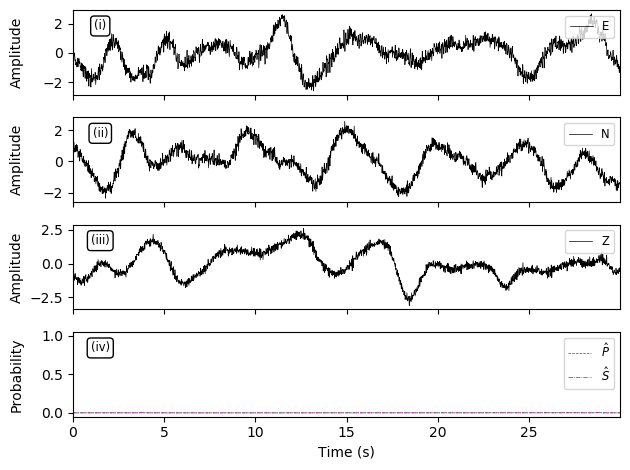 (i)
E
Amplitude
2
0
−2
(ii)
N
Amplitude
2
0
−2
(iii)
Z
Amplitude
2.5
0.0
−2.5
(iv)
P̂
Ŝ
Probability
1.0
0.5
0.0
0 5 10 15 20 25
Time (s)